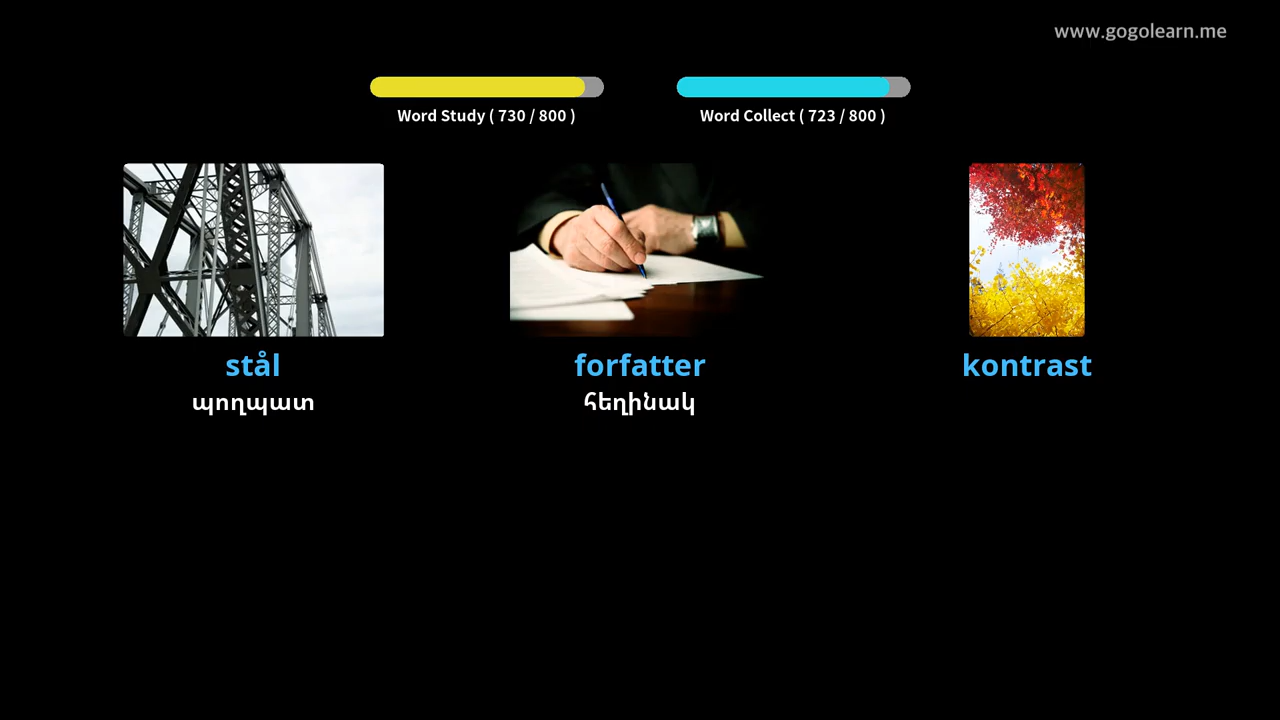 www.gogolearn.me
Word Study ( 730 / 800 )
Word Collect ( 723 / 800 )
stål
forfatter
kontrast
պողպատ
հեղինակ